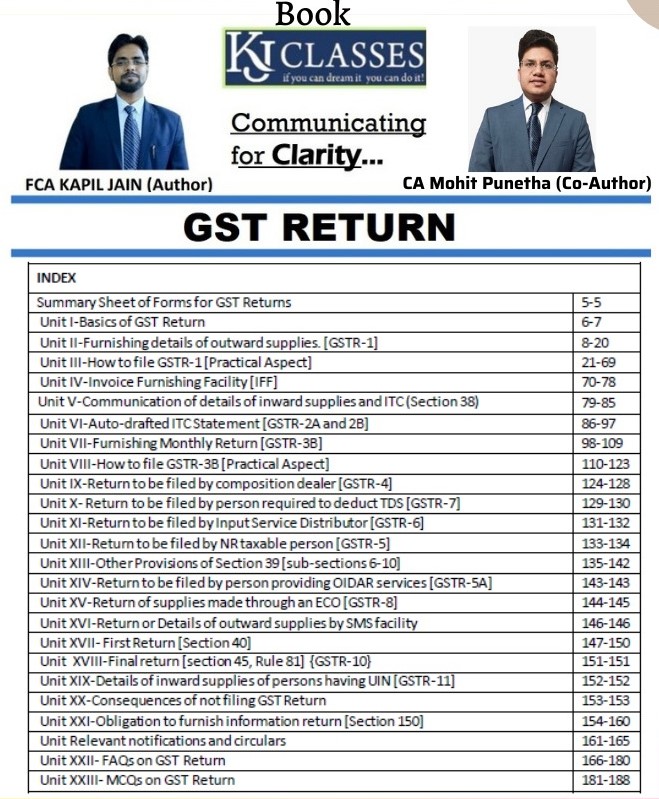 Book
KJ CLASSES
if you can dream it you can do it!
Communicating
for Clarity...
FCA KAPIL JAIN (Author)
CA Mohit Punetha (Co-Author)
GST RETURN
INDEX
Summary Sheet of Forms for GST Returns 5-5
Unit I-Basics of GST Return 6-7
Unit II-Furnishing details of outward supplies. [GSTR-1] 8-20
Unit III-How to file GSTR-1 [Practical Aspect] 21-69
Unit IV-Invoice Furnishing Facility [IFF] 70-78
Unit V-Communication of details of inward supplies and ITC (Section 38) 79-85
Unit VI-Auto-drafted ITC Statement [GSTR-2A and 2B] 86-97
Unit VII-Furnishing Monthly Return [GSTR-3B] 98-109
Unit VIII-How to file GSTR-3B [Practical Aspect] 110-123
Unit IX-Return to be filed by composition dealer [GSTR-4] 124-128
Unit X- Return to be filed by person required to deduct TDS [GSTR-7] 129-130
Unit XI-Return to be filed by Input Service Distributor [GSTR-6] 131-132
Unit XII-Return to be filed by NR taxable person [GSTR-5] 133-134
Unit XIII-Other Provisions of Section 39 [sub-sections 6-10] 135-142
Unit XIV-Return to be filed by person providing OIDAR services [GSTR-5A] 143-143
Unit XV-Return of supplies made through an ECO [GSTR-8] 144-145
Unit XVI-Return or Details of outward supplies by SMS facility 146-146
Unit XVII- First Return [Section 40] 147-150
Unit XVIII-Final return [section 45, Rule 81] {GSTR-10} 151-151
Unit XIX-Details of inward supplies of persons having UIN [GSTR-11] 152-152
Unit XX-Consequences of not filing GST Return 153-153
Unit XXI-Obligation to furnish information return [Section 150] 154-160
Unit Relevant notifications and circulars 161-165
Unit XXII- FAQs on GST Return 166-180
Unit XXIII- MCQs on GST Return 181-188